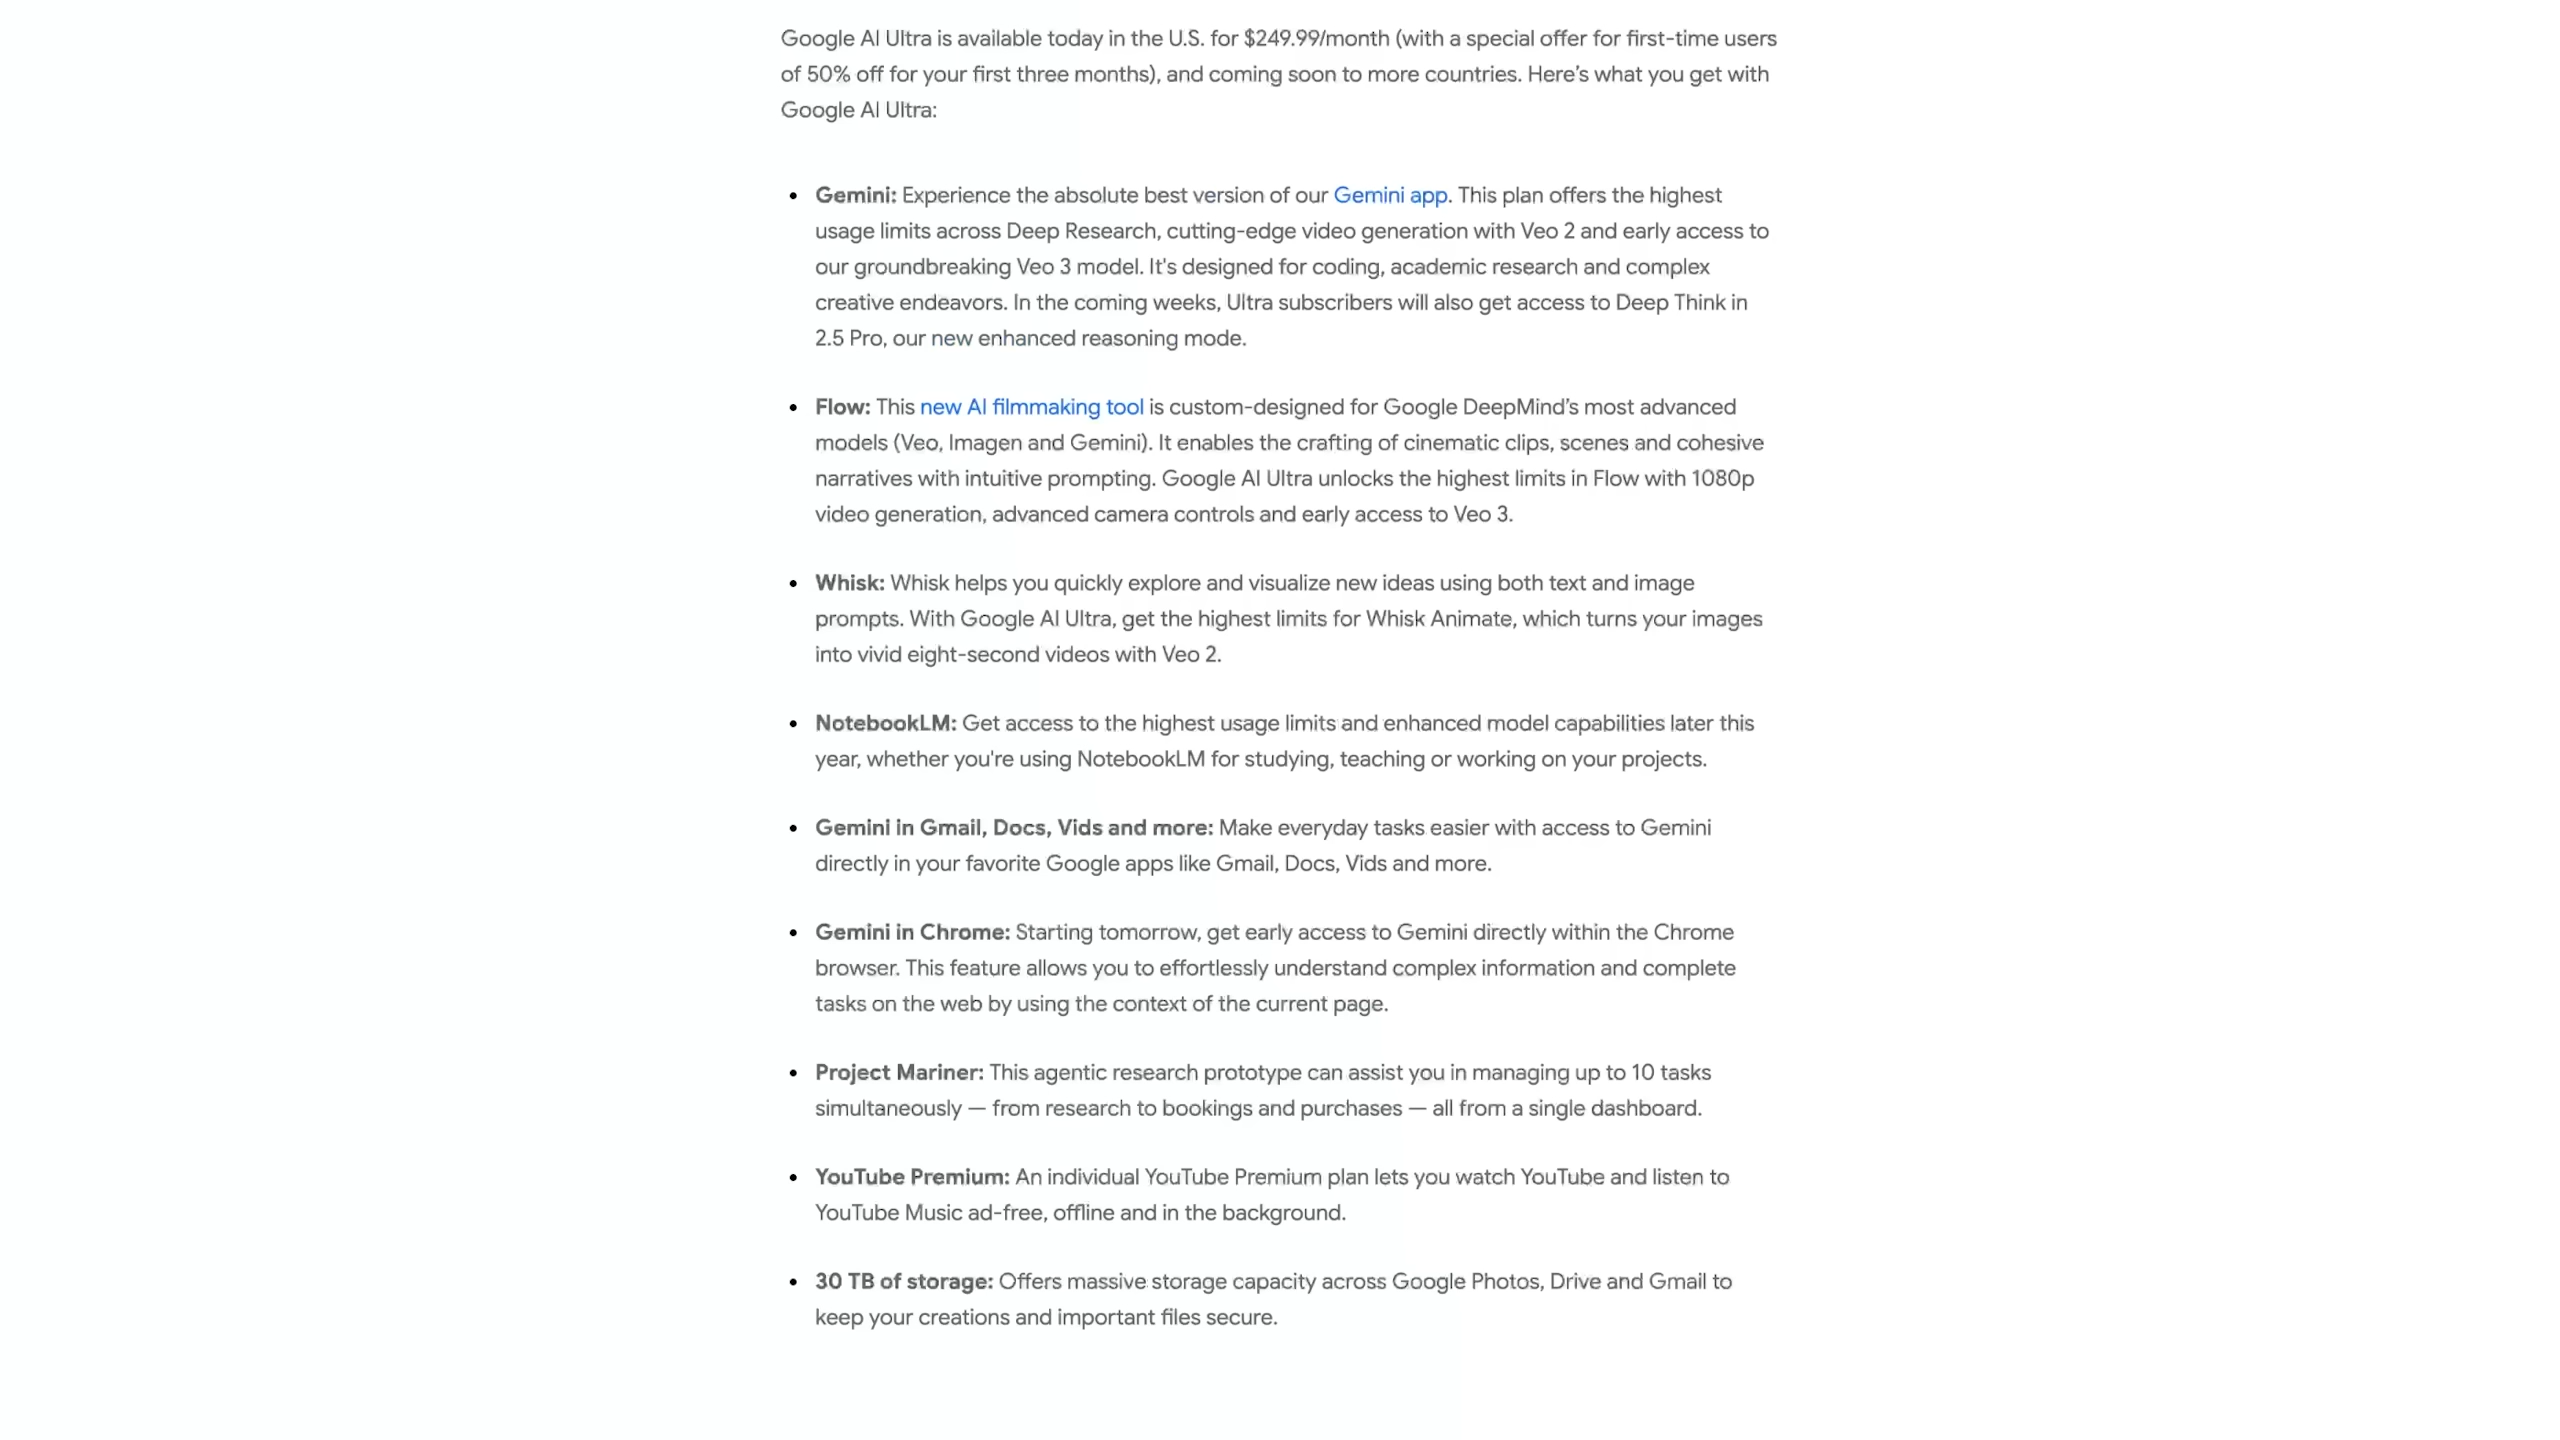 Google AI Ultra is available today in the U.S. for $249.99/month (with a special offer for first-time users
of 50% off for your first three months), and coming soon to more countries. Here’s what you get with
Google AI Ultra:
• Gemini: Experience the absolute best version of our Gemini app. This plan offers the highest
usage limits across Deep Research, cutting-edge video generation with Veo 2 and early access to
our groundbreaking Veo 3 model. It's designed for coding, academic research and complex
creative endeavors. In the coming weeks, Ultra subscribers will also get access to Deep Think in
2.5 Pro, our new enhanced reasoning mode.
• Flow: This new AI filmmaking tool is custom-designed for Google DeepMind’s most advanced
models (Veo, Imagen and Gemini). It enables the crafting of cinematic clips, scenes and cohesive
narratives with intuitive prompting. Google AI Ultra unlocks the highest limits in Flow with 1080p
video generation, advanced camera controls and early access to Veo 3.
• Whisk: Whisk helps you quickly explore and visualize new ideas using both text and image
prompts. With Google AI Ultra, get the highest limits for Whisk Animate, which turns your images
into vivid eight-second videos with Veo 2.
• NotebookLM: Get access to the highest usage limits and enhanced model capabilities later this
year, whether you're using NotebookLM for studying, teaching or working on your projects.
• Gemini in Gmail, Docs, Vids and more: Make everyday tasks easier with access to Gemini
directly in your favorite Google apps like Gmail, Docs, Vids and more.
• Gemini in Chrome: Starting tomorrow, get early access to Gemini directly within the Chrome
browser. This feature allows you to effortlessly understand complex information and complete
tasks on the web by using the context of the current page.
• Project Mariner: This agentic research prototype can assist you in managing up to 10 tasks
simultaneously — from research to bookings and purchases — all from a single dashboard.
• YouTube Premium: An individual YouTube Premium plan lets you watch YouTube and listen to
YouTube Music ad-free, offline and in the background.
• 30 TB of storage: Offers massive storage capacity across Google Photos, Drive and Gmail to
keep your creations and important files secure.